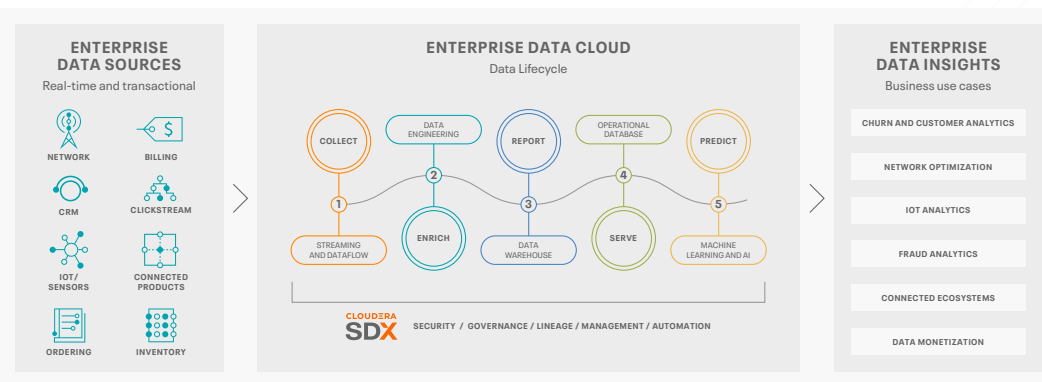 ENTERPRISE
DATA SOURCES
Real-time and transactional
NETWORK
BILLING
CRM
CLICKSTREAM
IOT/
SENSORS
CONNECTED
PRODUCTS
ORDERING
INVENTORY
ENTERPRISE DATA CLOUD
Data Lifecycle
COLLECT
1
STREAMING
AND DATAFLOW
DATA
ENGINEERING
2
ENRICH
REPORT
3
DATA
WAREHOUSE
OPERATIONAL
DATABASE
4
SERVE
PREDICT
5
MACHINE
LEARNING AND AI
CLOUDERA
SDX
SECURITY / GOVERNANCE / LINEAGE / MANAGEMENT / AUTOMATION
ENTERPRISE
DATA INSIGHTS
Business use cases
CHURN AND CUSTOMER ANALYTICS
NETWORK OPTIMIZATION
IOT ANALYTICS
FRAUD ANALYTICS
CONNECTED ECOSYSTEMS
DATA MONETIZATION